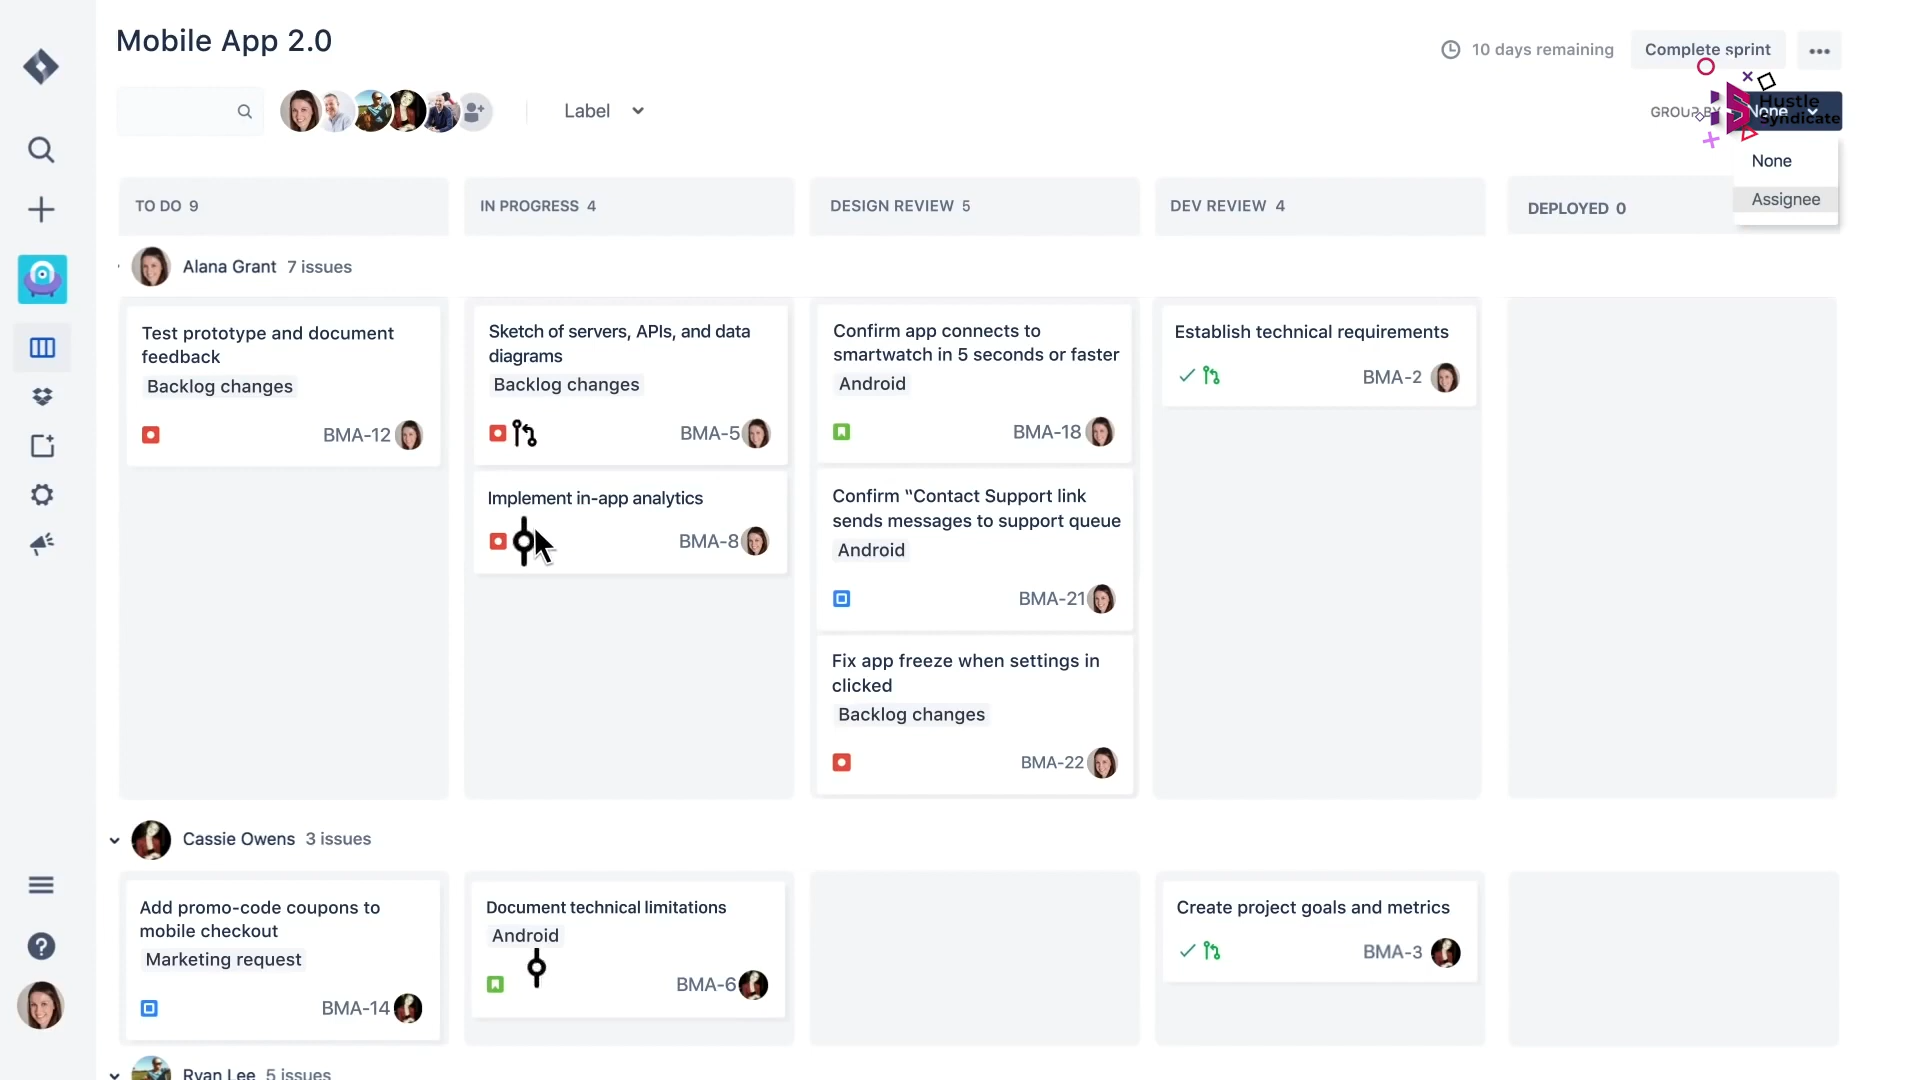 Mobile App 2.0
10 days remaining
Complete sprint
Label
GROUP BY
None
Hustle
Syndicate
None
Assignee
TO DO 9
IN PROGRESS 4
DESIGN REVIEW 5
DEV REVIEW 4
DEPLOYED 0
Alana Grant 7 issues
Test prototype and document
feedback
Backlog changes
BMA-12
Sketch of servers, APIs, and data
diagrams
Backlog changes
BMA-5
Implement in-app analytics
BMA-8
Confirm app connects to
smartwatch in 5 seconds or faster
Android
BMA-18
Confirm “Contact Support link
sends messages to support queue
Android
BMA-21
Fix app freeze when settings in
clicked
Backlog changes
BMA-22
Establish technical requirements
BMA-2
Cassie Owens 3 issues
Add promo-code coupons to
mobile checkout
Marketing request
BMA-14
Document technical limitations
Android
BMA-6
Create project goals and metrics
BMA-3
Ryan Lee 5 issues